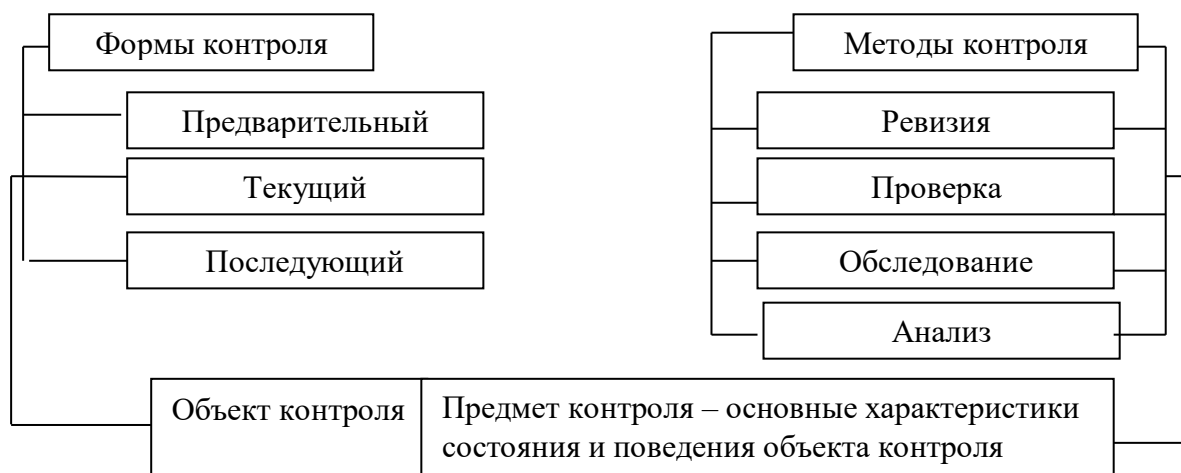 Формы контроля
Предварительный
Текущий
Последующий
Методы контроля
Ревизия
Проверка
Обследование
Анализ
Объект контроля
Предмет контроля – основные характеристики
состояния и поведения объекта контроля